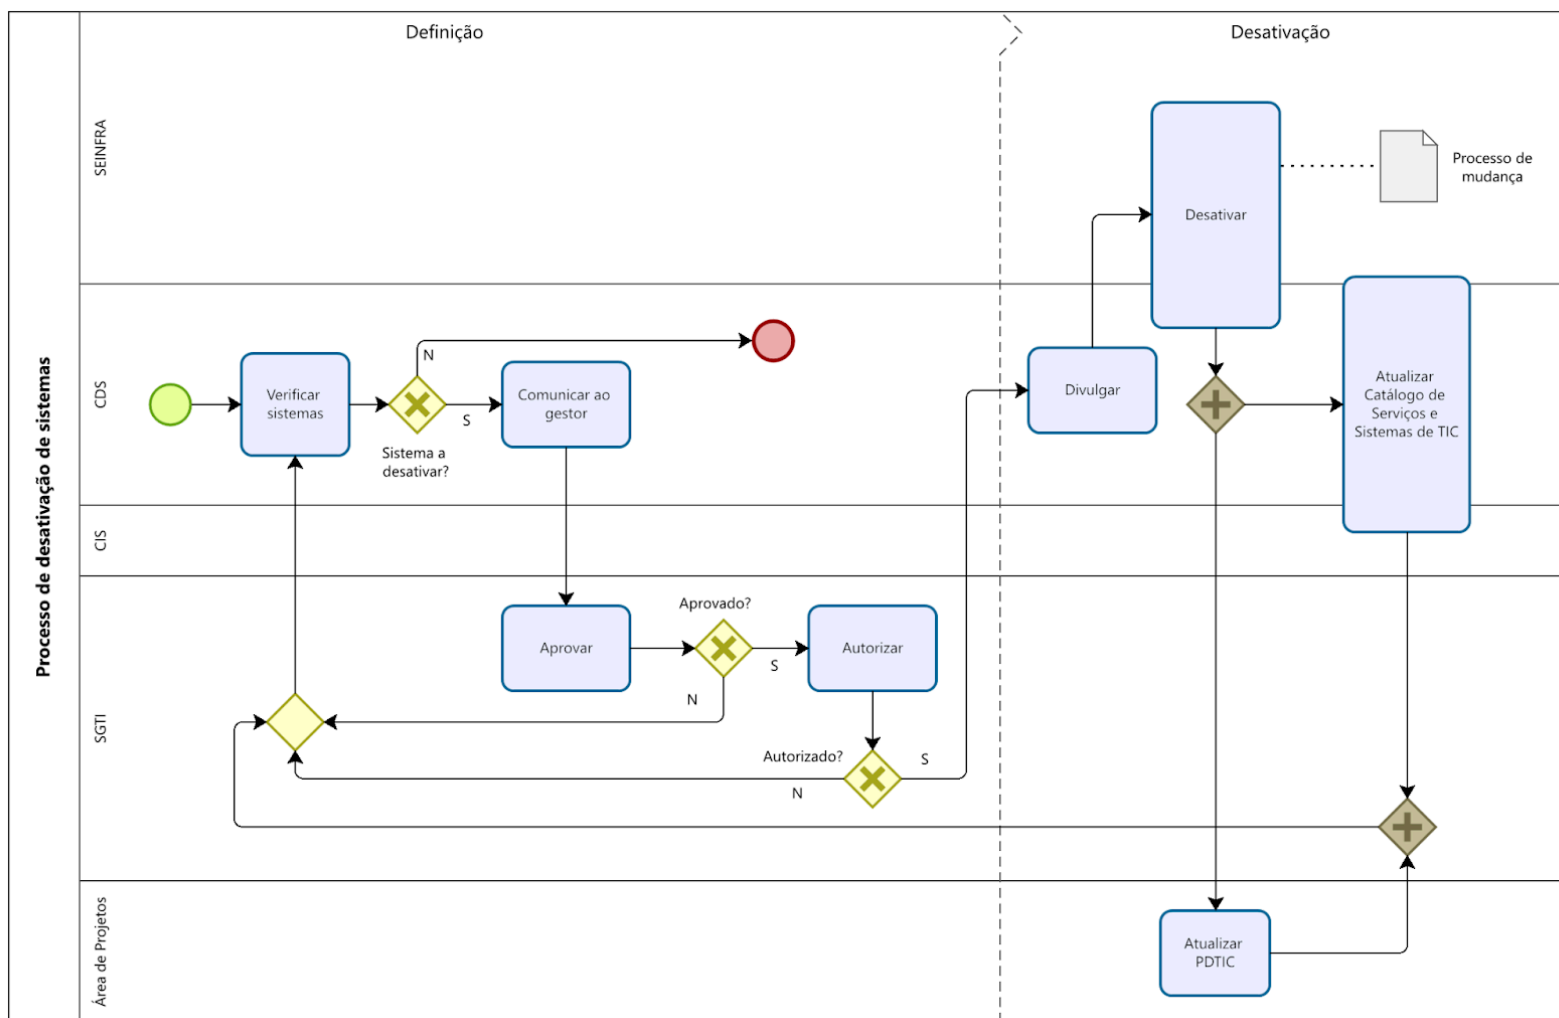 Processo de desativação de sistemas
Definição
Desativação
SEINFRA
Desativar
Processo de
mudança
CDS
Verificar
sistemas
N
S
Sistema a
desativar?
Comunicar ao
gestor
Divulgar
Atualizar
Catálogo de
Serviços e
Sistemas de TIC
CIS
SGTI
Aprovar
Aprovado?
S
N
Autorizar
Autorizado?
S
N
Área de Projetos
Atualizar
PDTIC